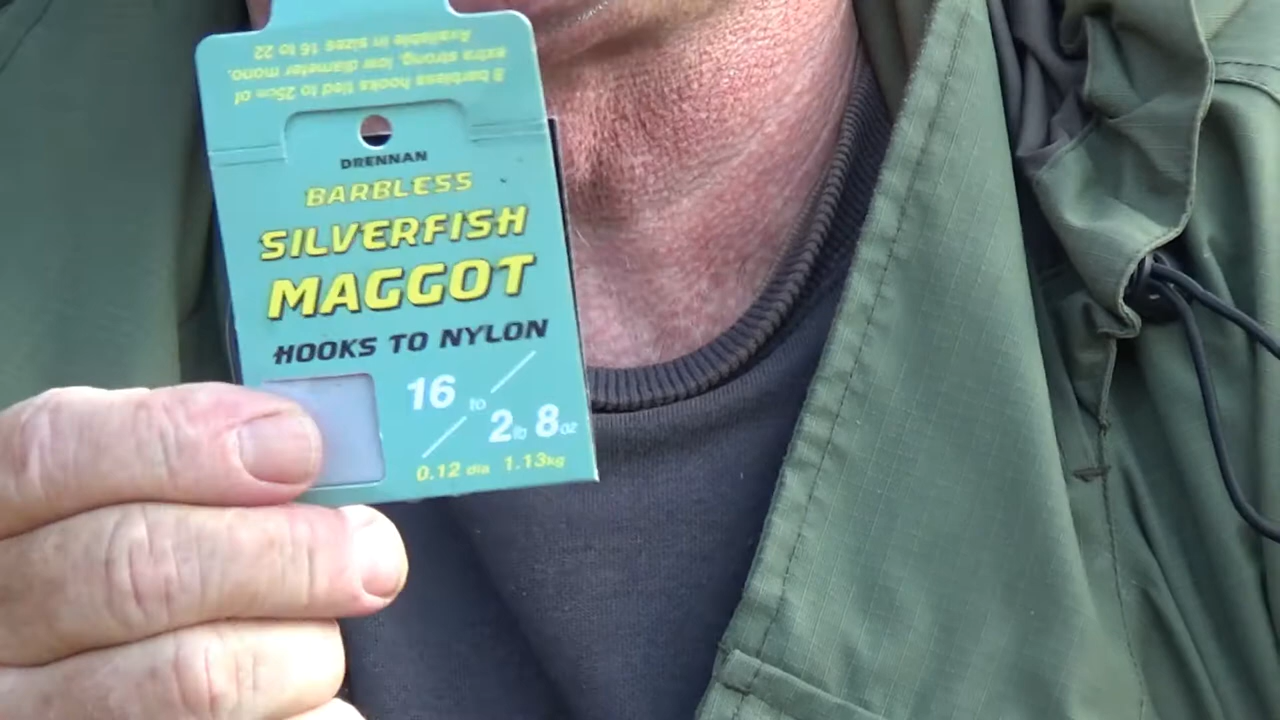 8 barbless hooks tied to 25cm of
extra strong, low diameter mono.
Available in sizes 16 to 22
DRENNAN
BARBLESS
SILVERFISH
MAGGOT
HOOKS TO NYLON
16 to 2lb 8oz
0.12 dia 1.13kg